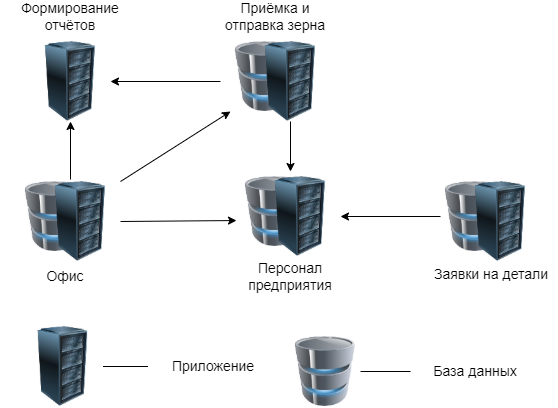 Формирование
отчётов
Приёмка и
отправка зерна
Офис
Персонал
предприятия
Заявки на детали
Приложение
База данных